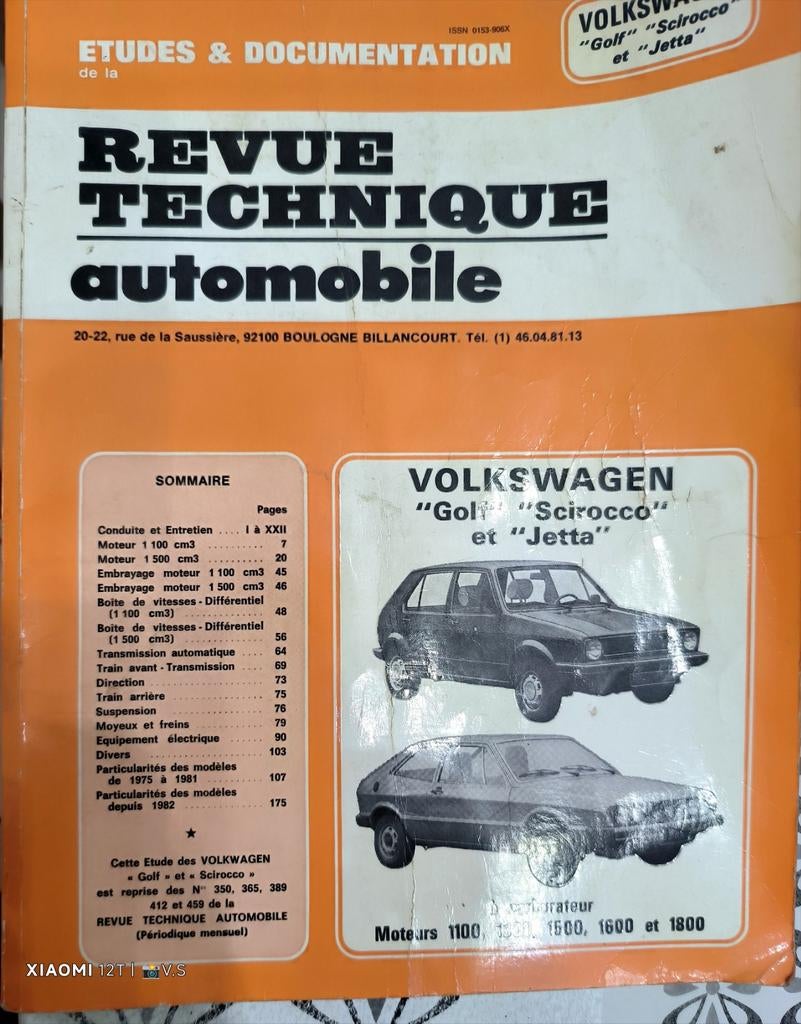 ISSN 0153-906X
ETUDES & DOCUMENTATION
de la
VOLKSWAGEN
"Golf" "Scirocco"
et "Jetta"
REVUE
TECHNIQUE
automobile
20-22, rue de la Saussière, 92100 BOULOGNE BILLANCOURT. Tél. (1) 46.04.81.13
SOMMAIRE
Pages
Conduite et Entretien .... I à XXII
Moteur 1 100 cm3 .......... 7
Moteur 1 500 cm3 .......... 20
Embrayage moteur 1 100 cm3 45
Embrayage moteur 1 500 cm3 46
Boîte de vitesses - Différentiel
(1 100 cm3) .............. 48
Boîte de vitesses - Différentiel
(1 500 cm3) .............. 56
Transmission automatique .... 64
Train avant - Transmission .... 69
Direction .................. 73
Train arrière .............. 75
Suspension ................ 76
Moyeux et freins .......... 79
Equipement électrique ...... 90
Divers .................... 103
Particularités des modèles
de 1975 à 1981 .......... 107
Particularités des modèles
depuis 1982 .............. 175
Cette Etude des VOLKWAGEN
« Golf » et « Scirocco »
est reprise des Nos 350, 365, 389
412 et 459 de la
REVUE TECHNIQUE AUTOMOBILE
(Périodique mensuel)
VOLKSWAGEN
"Golf" "Scirocco"
et "Jetta"
carburateur
Moteurs 1100, 1500, 1600 et 1800
XIAOMI 12T | V.S